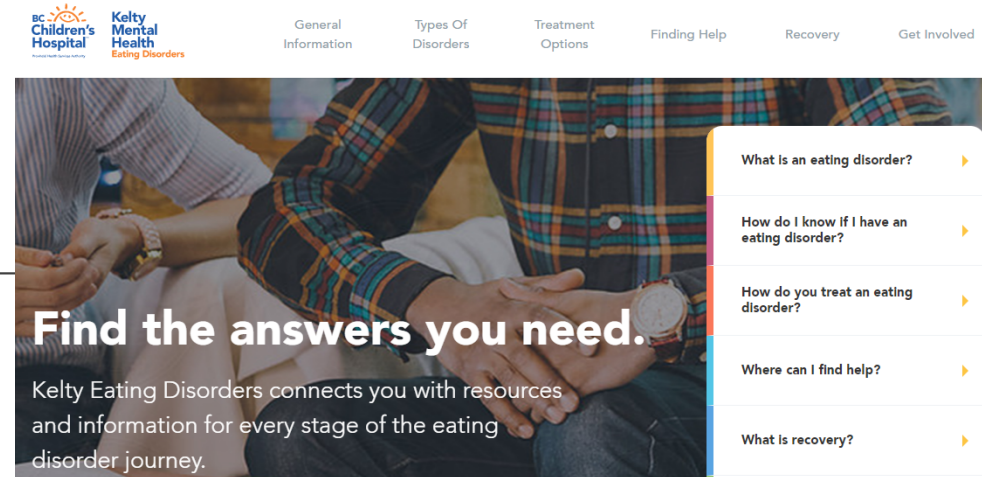 BC
Children's
Hospital
Kelty
Mental
Health
Eating Disorders
General
Information
Types Of
Disorders
Treatment
Options
Finding Help
Recovery
Get Involved
Find the answers you need.
Kelty Eating Disorders connects you with resources
and information for every stage of the eating
disorder journey.
What is an eating disorder?
How do I know if I have an
eating disorder?
How do you treat an eating
disorder?
Where can I find help?
What is recovery?